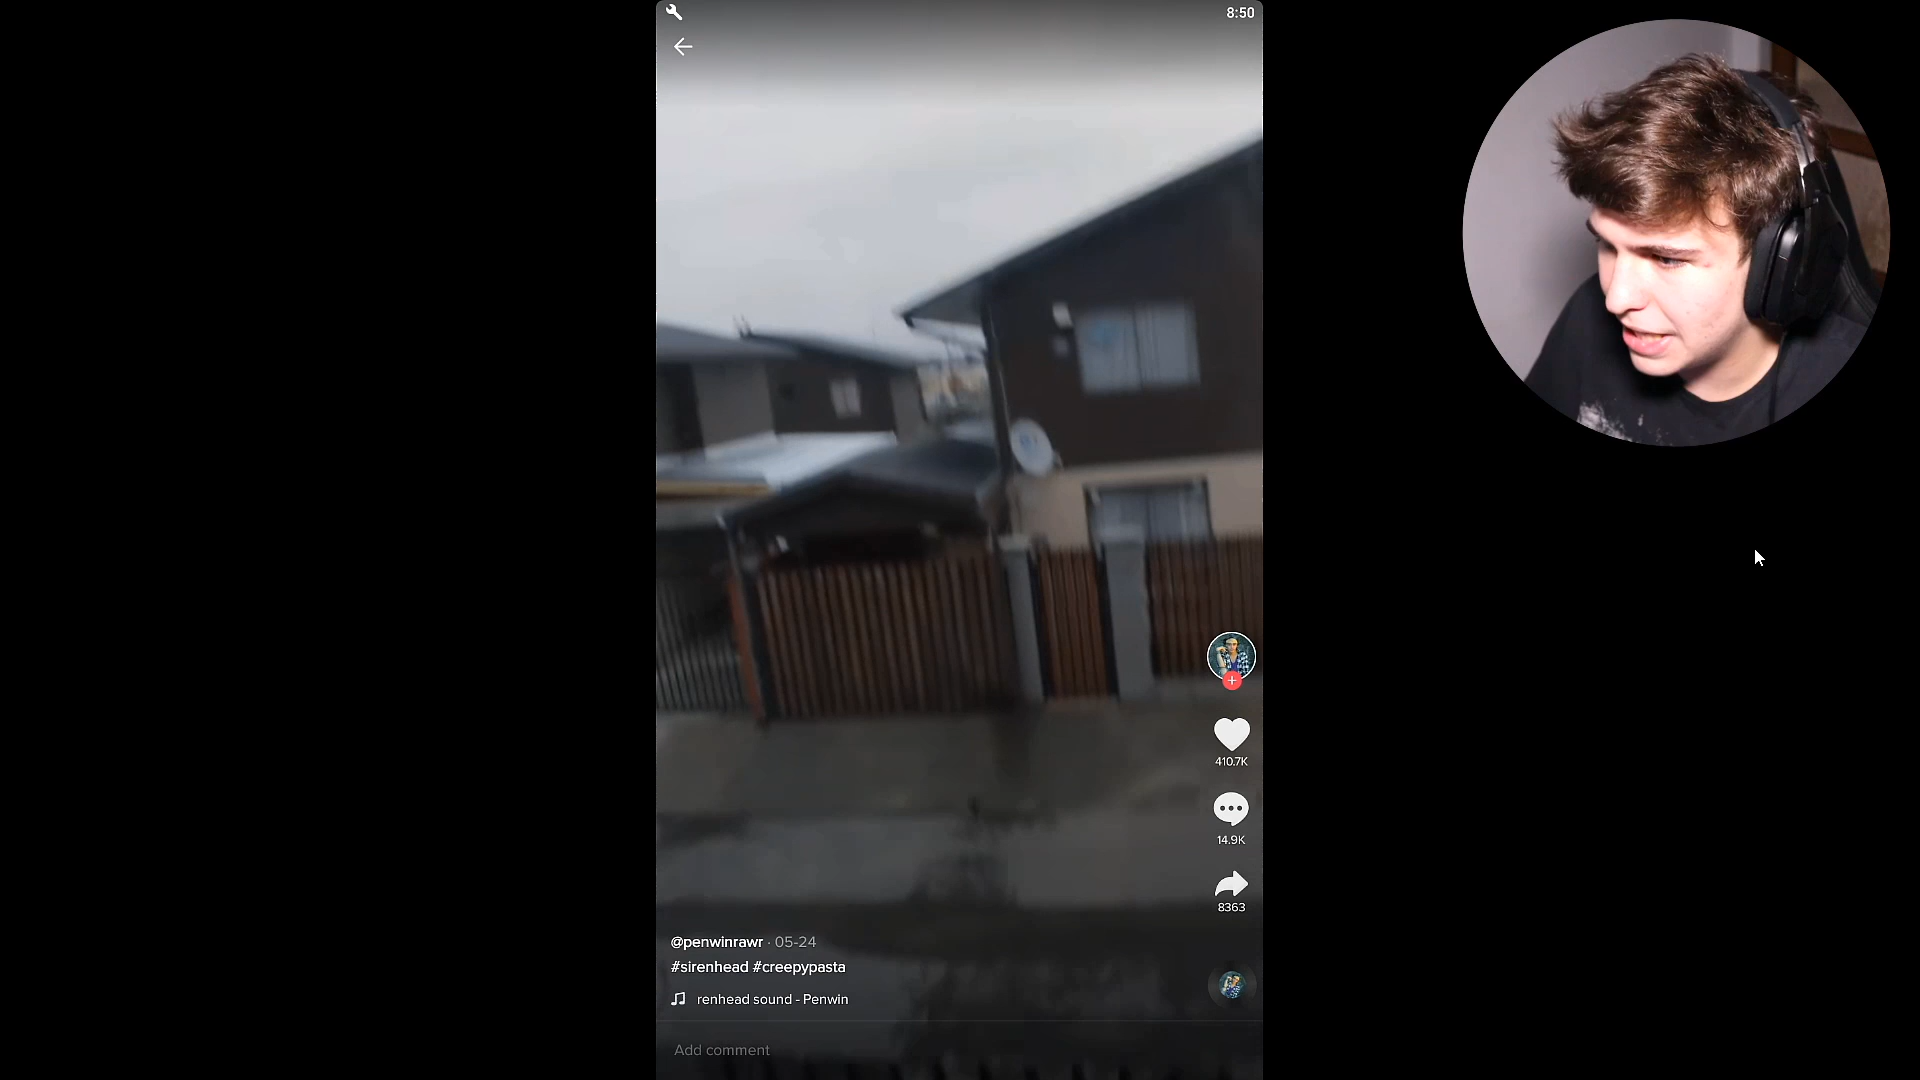 8:50
410.7K
14.9K
8363
@penwinrawr · 05-24
#sirenhead #creepypasta
renhead sound - Penwin
Add comment